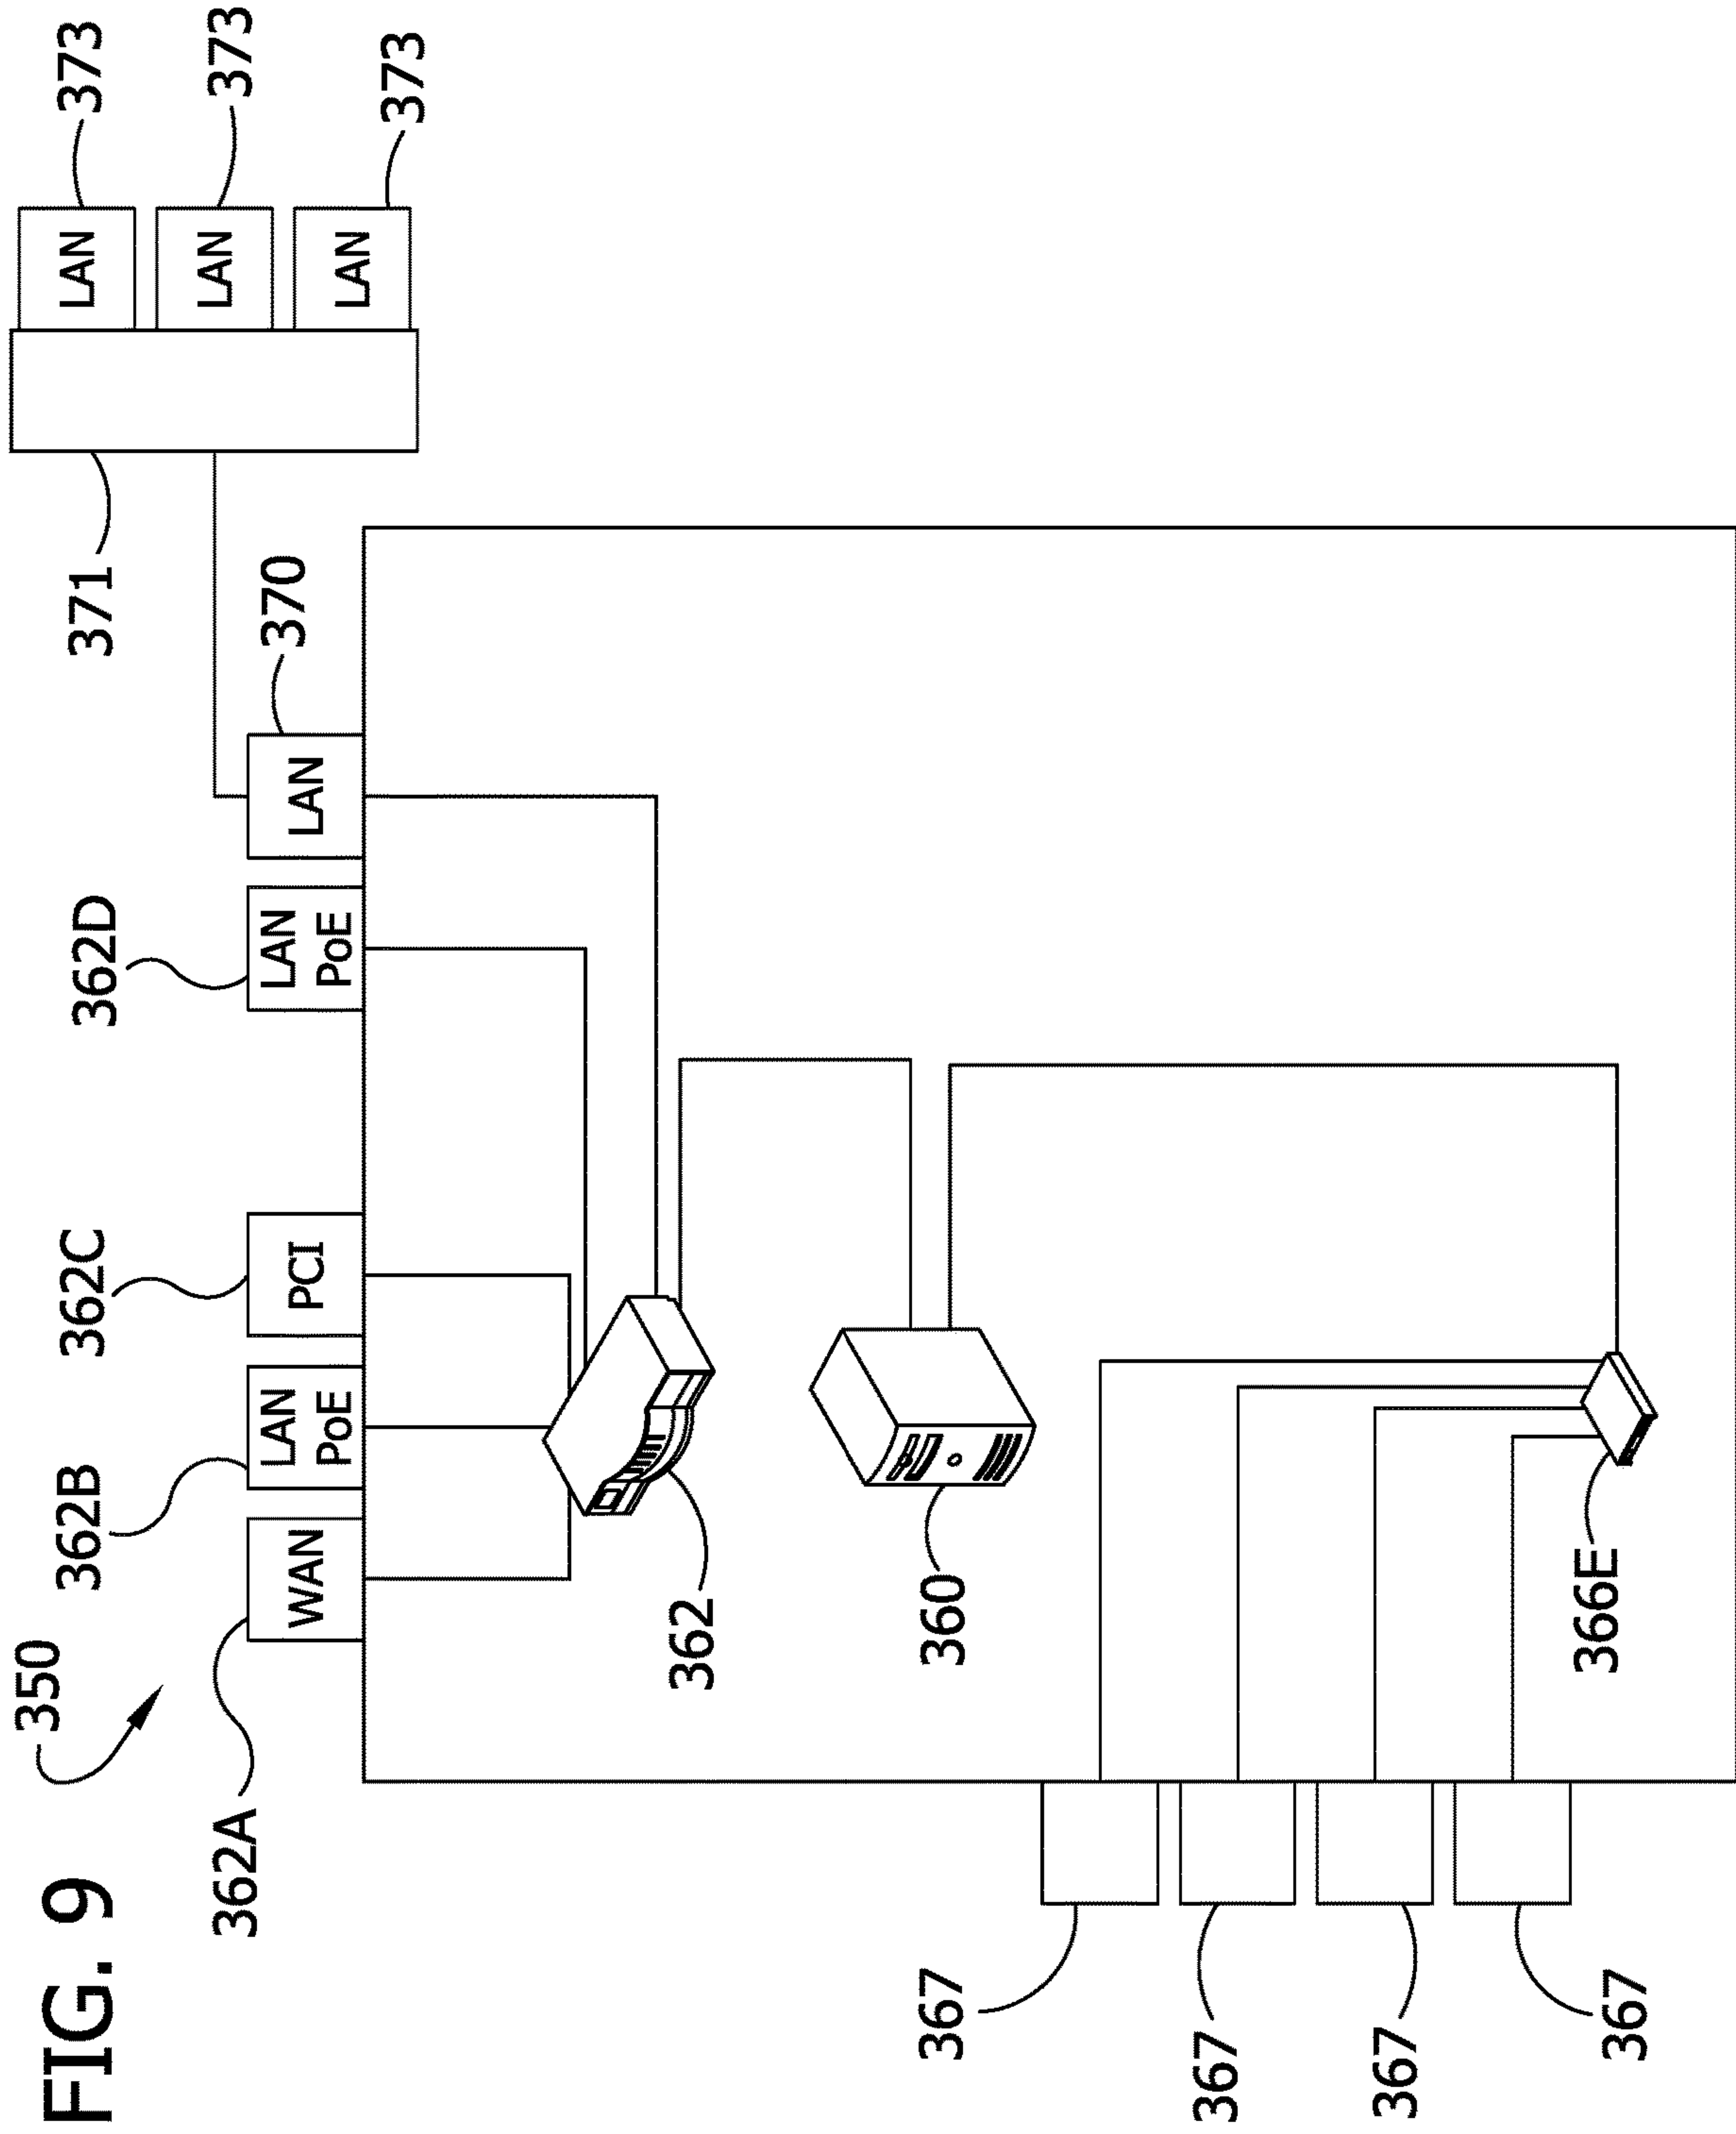 FIG. 9
350
362A
362B
362C
362D
370
371
373
373
373
WAN
LAN
PoE
PCI
LAN
PoE
LAN
LAN
LAN
LAN
362
360
366E
367
367
367
367